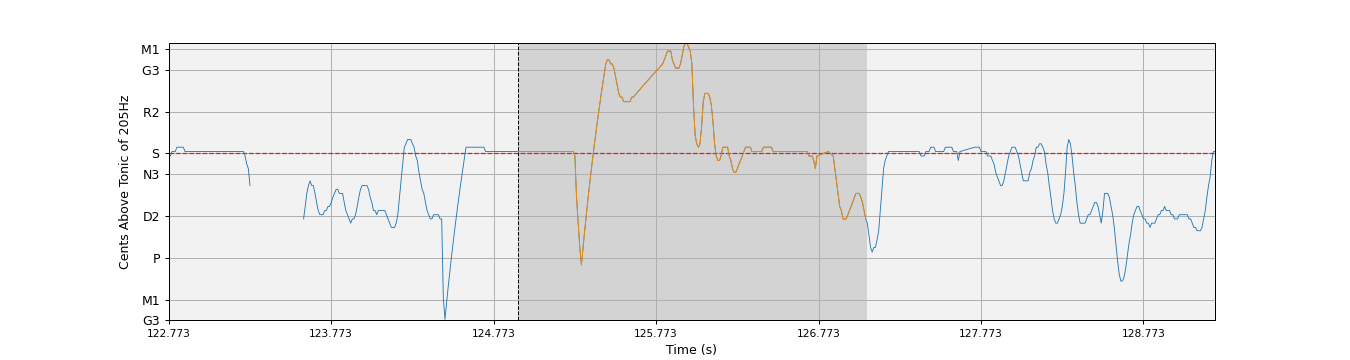 Cents Above Tonic of 205Hz
M1
G3
R2
S
N3
D2
P
M1
G3
122.773 123.773 124.773 125.773 126.773 127.773 128.773
Time (s)